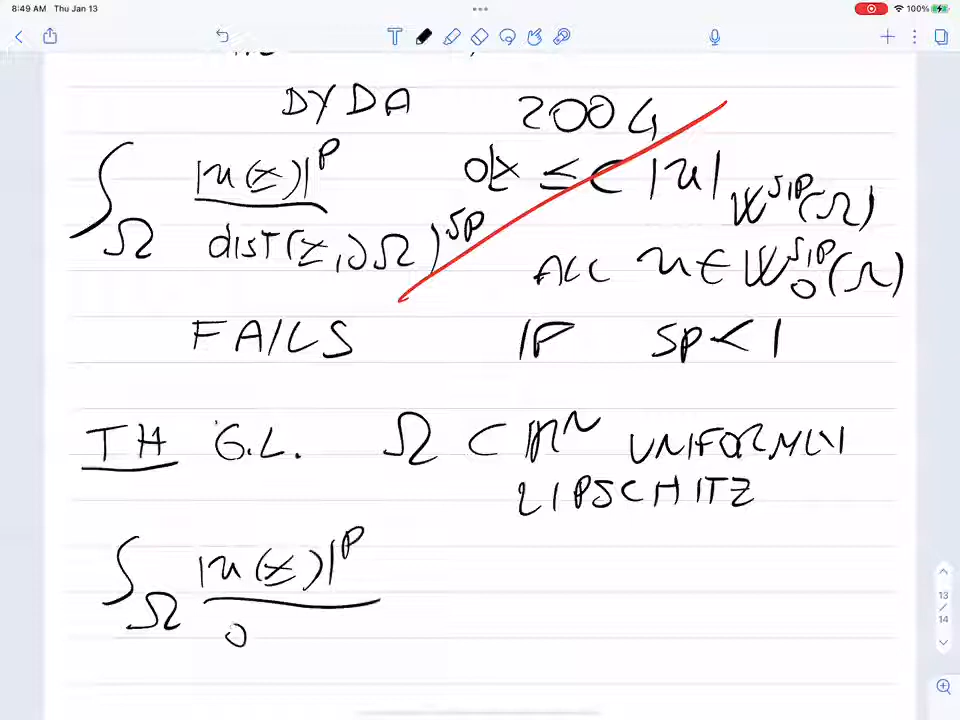 8:49 AM Thu Jan 13
100%
DYDA 2004
∫_Ω |u(x)|^p / dist(x, ∂Ω)^{sp} dx ≤ C |u|_{W^{s,p}(Ω)}
ALL u ∈ W_0^{s,p}(Ω)
FAILS IF sp < 1
TH G.L. Ω ⊂ ℝ^N UNIFORMLY
LIPSCHITZ
∫_Ω |u(x)|^p
13
/
14